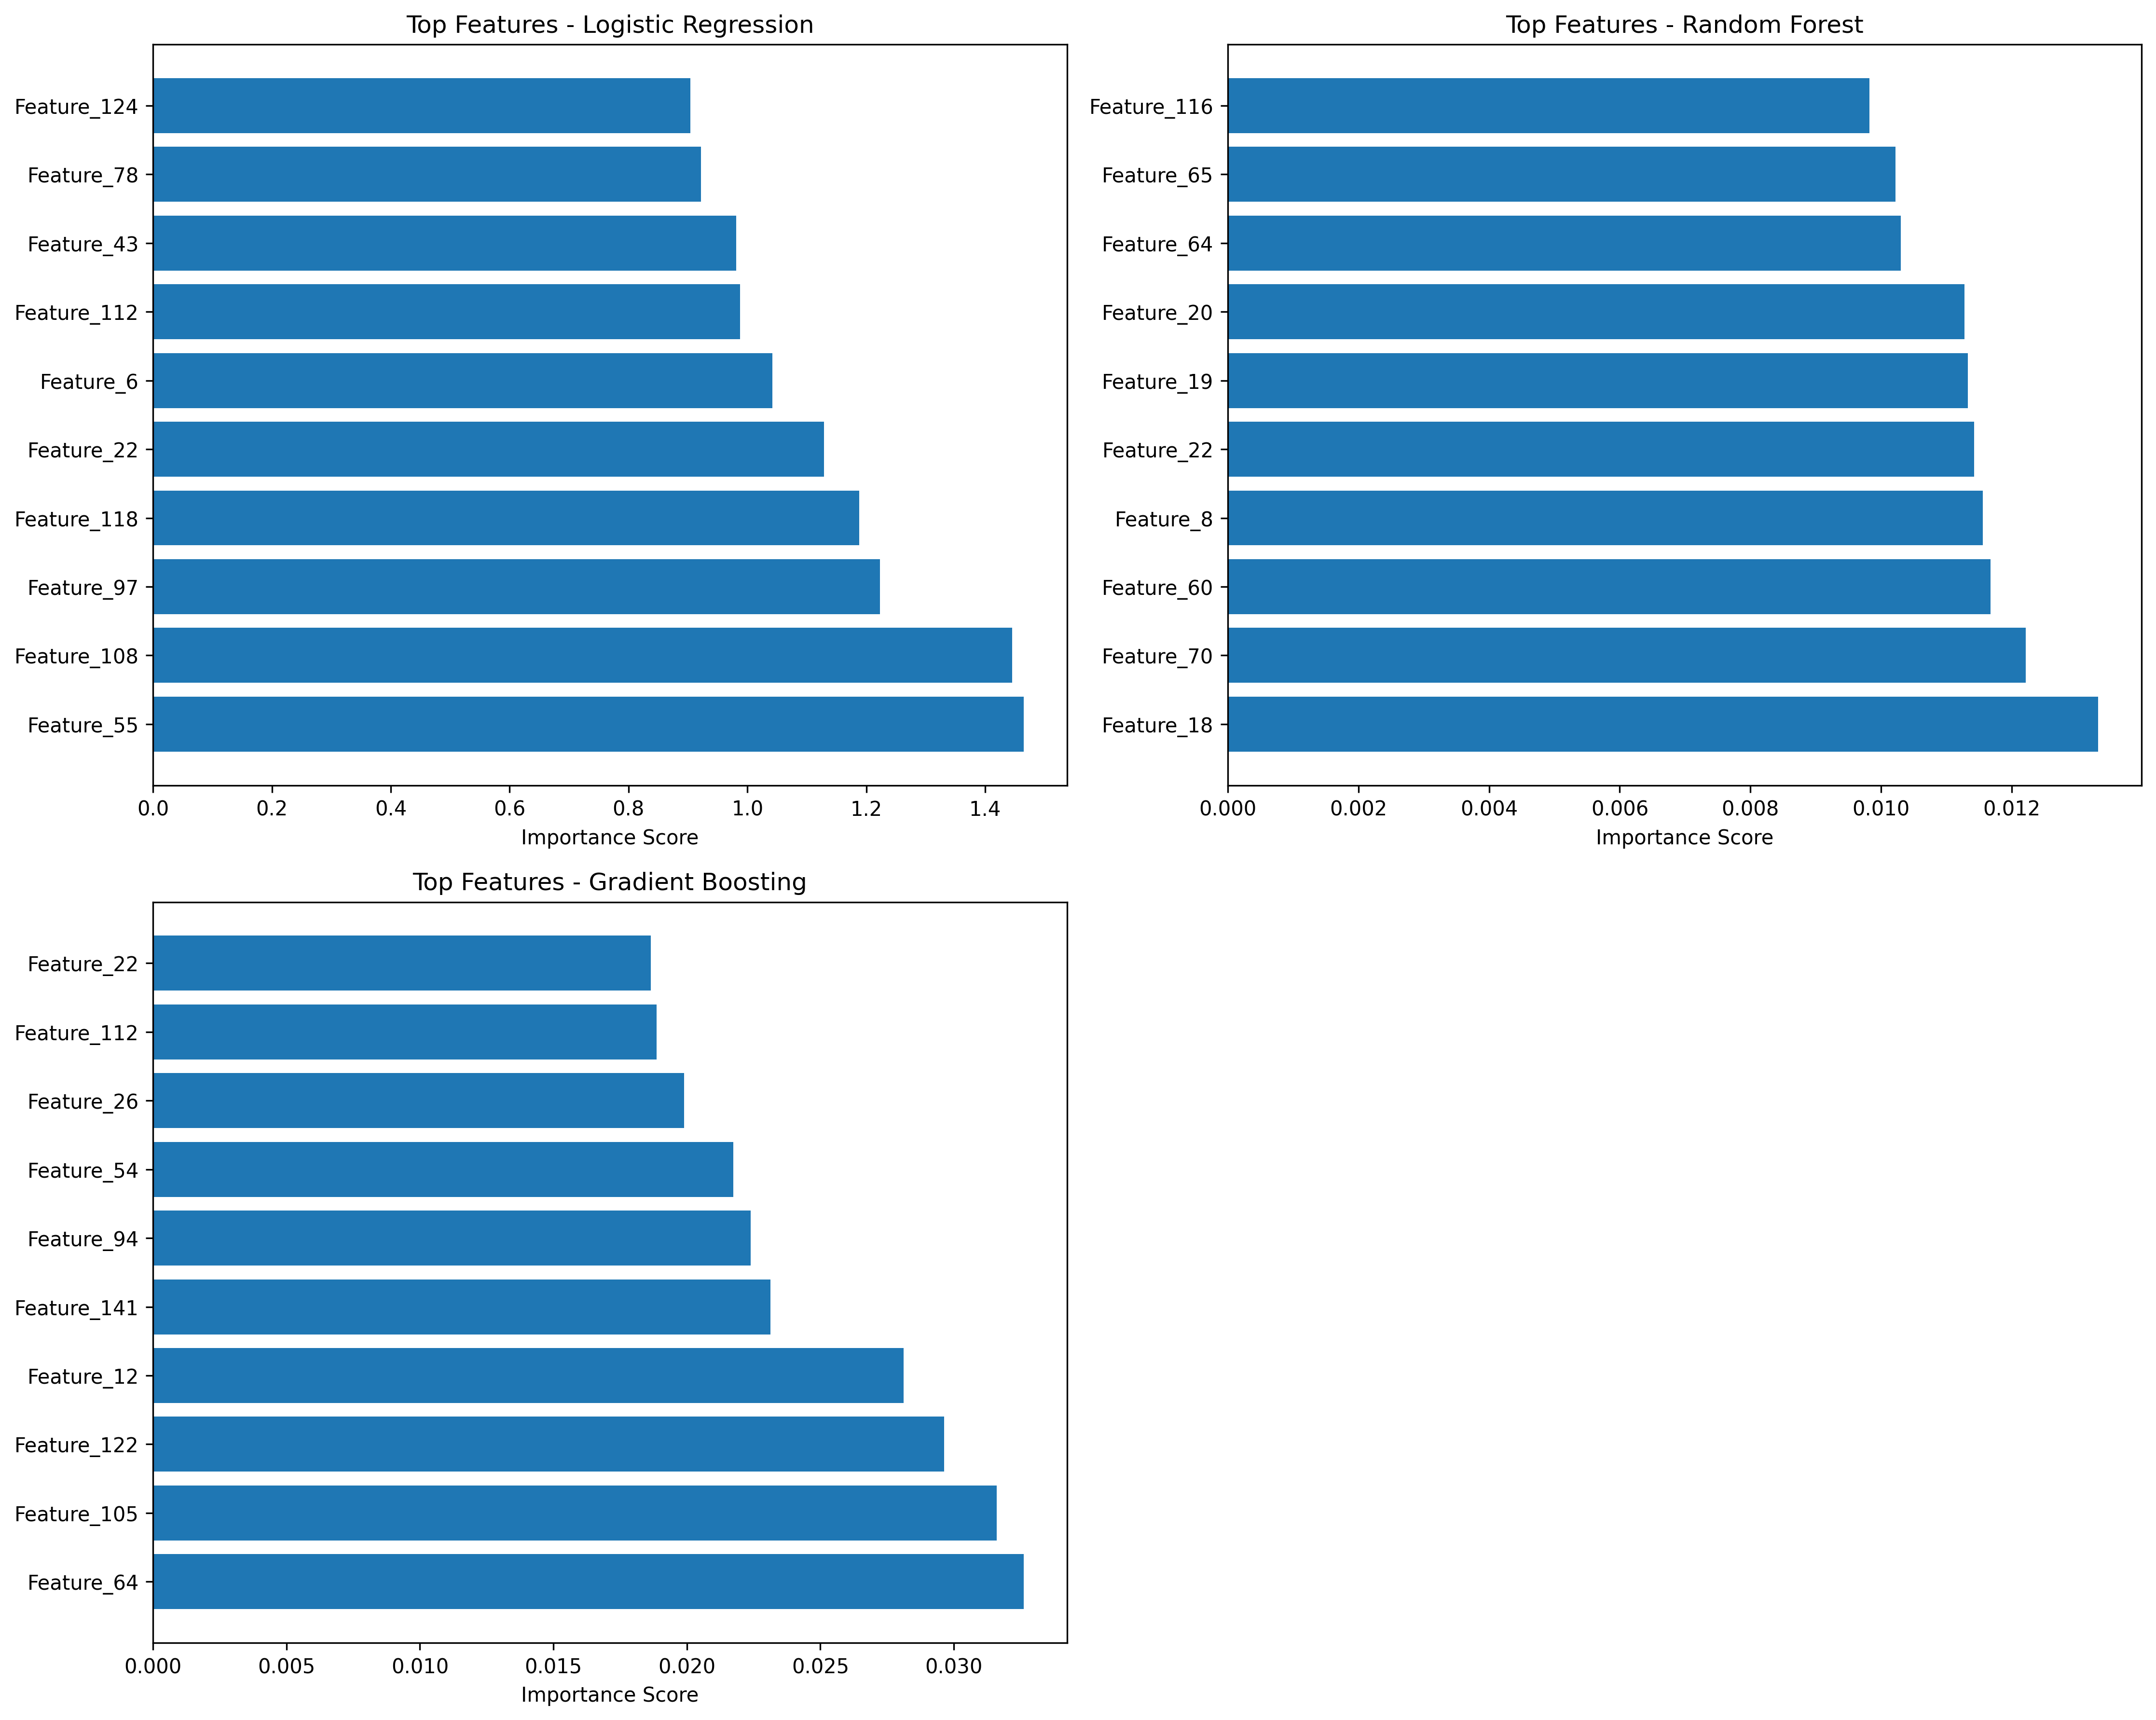 Top Features - Logistic Regression
Feature_124
Feature_78
Feature_43
Feature_112
Feature_6
Feature_22
Feature_118
Feature_97
Feature_108
Feature_55
0.0 0.2 0.4 0.6 0.8 1.0 1.2 1.4
Importance Score
Top Features - Random Forest
Feature_116
Feature_65
Feature_64
Feature_20
Feature_19
Feature_22
Feature_8
Feature_60
Feature_70
Feature_18
0.000 0.002 0.004 0.006 0.008 0.010 0.012
Importance Score
Top Features - Gradient Boosting
Feature_22
Feature_112
Feature_26
Feature_54
Feature_94
Feature_141
Feature_12
Feature_122
Feature_105
Feature_64
0.000 0.005 0.010 0.015 0.020 0.025 0.030
Importance Score